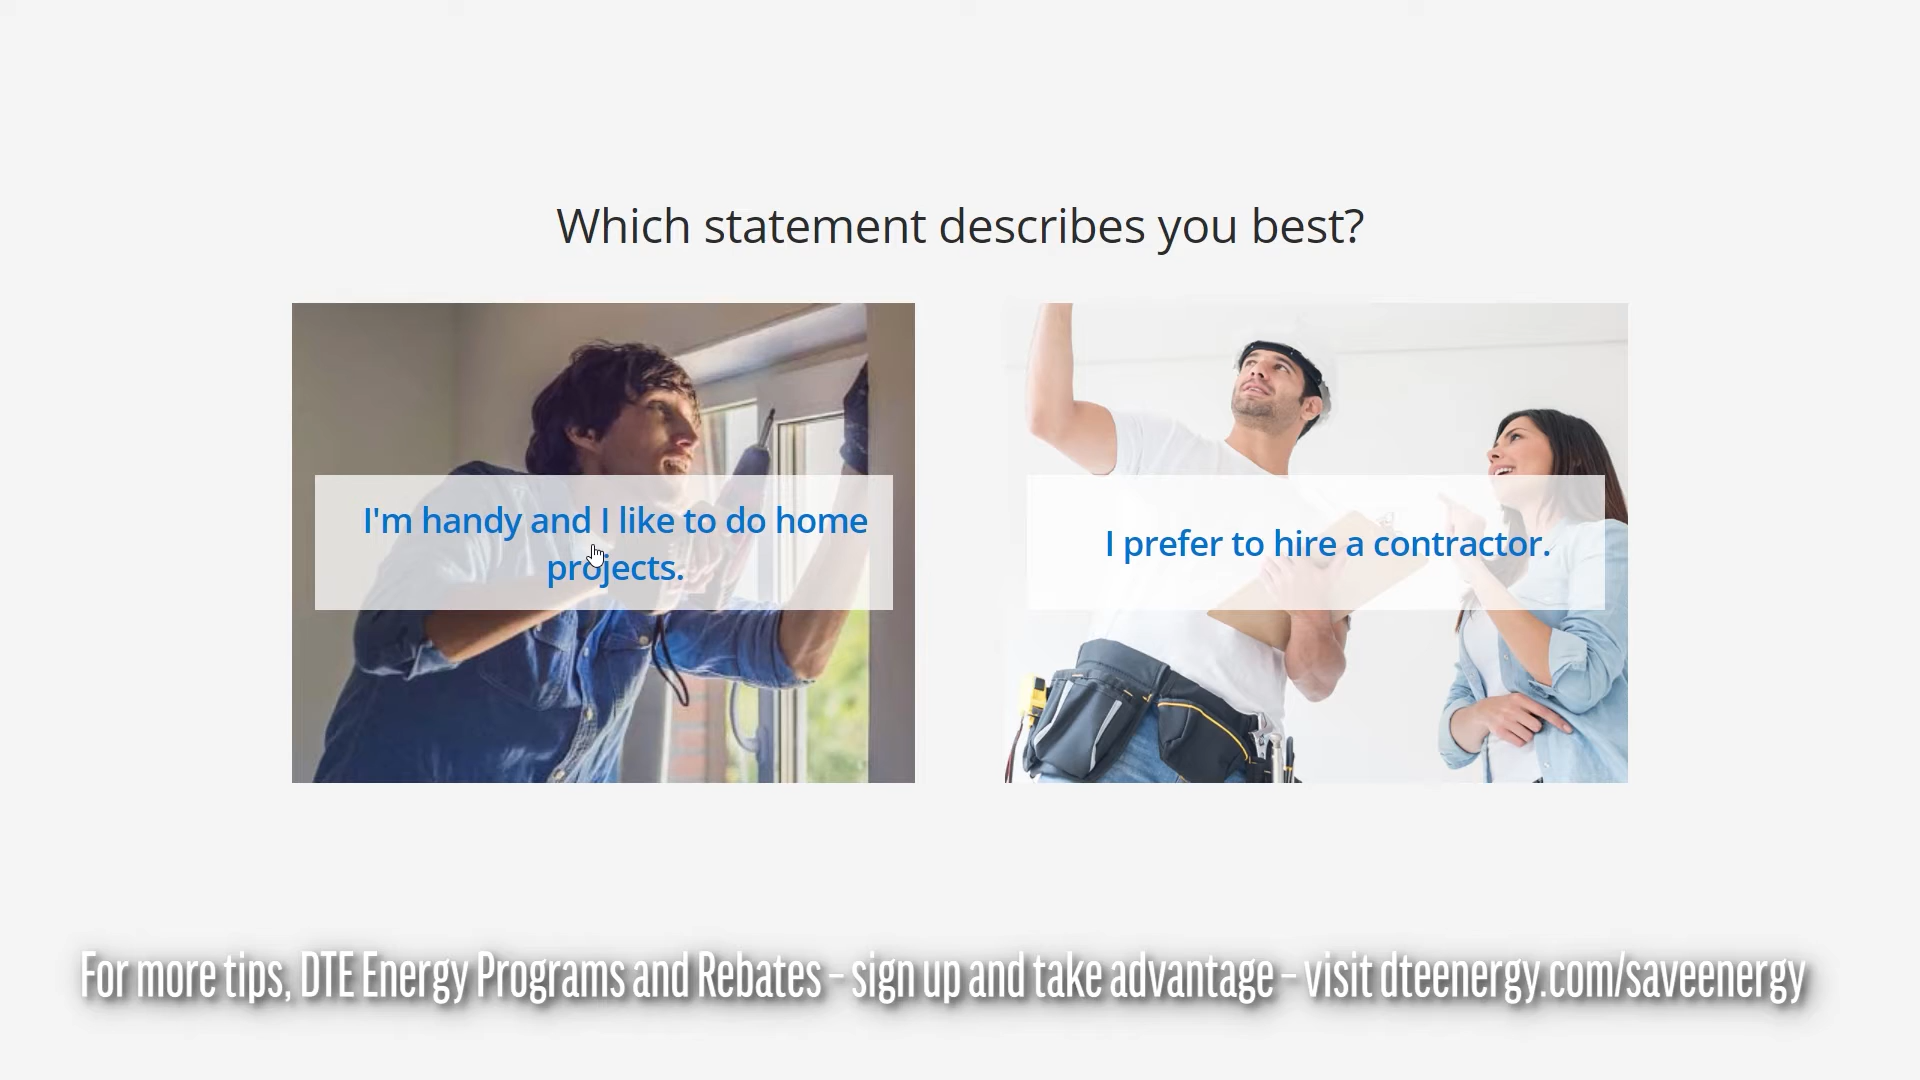 Which statement describes you best?
I'm handy and I like to do home
projects.
I prefer to hire a contractor.
For more tips, DTE Energy Programs and Rebates – sign up and take advantage – visit dteenergy.com/saveenergy